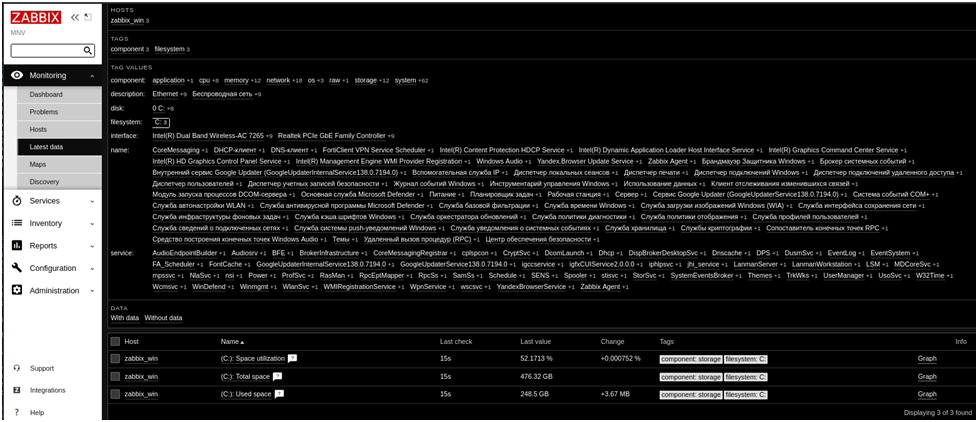 ZABBIX
MNV
Monitoring
Dashboard
Problems
Hosts
Latest data
Maps
Discovery
Services
Inventory
Reports
Configuration
Administration
Support
Integrations
Help
HOSTS
zabbix_win 3
TAGS
component 3 filesystem 3
TAG VALUES
component: application +1 cpu +8 memory +12 network +18 os +3 raw +1 storage +12 system +62
description: Ethernet +9 Беспроводная сеть +9
disk: 0 C: +8
filesystem: C: 3
interface: Intel(R) Dual Band Wireless-AC 7265 +9 Realtek PCIe GbE Family Controller +9
name: CoreMessaging +1 DHCP-клиент +1 DNS-клиент +1 FortiClient VPN Service Scheduler +1 Intel(R) Content Protection HDCP Service +1 Intel(R) Dynamic Application Loader Host Interface Service +1 Intel(R) Graphics Command Center Service +1
Intel(R) HD Graphics Control Panel Service +1 Intel(R) Management Engine WMI Provider Registration +1 Windows Audio +1 Yandex.Browser Update Service +1 Zabbix Agent +1 Брандмауэр Защитника Windows +1 Брокер системных событий +1
Внутренний сервис Google Updater (GoogleUpdaterInternalService138.0.7194.0) +1 Вспомогательная служба IP +1 Диспетчер локальных сеансов +1 Диспетчер печати +1 Диспетчер подключений Windows +1 Диспетчер подключений удаленного доступа +1
Диспетчер пользователей +1 Диспетчер учетных записей безопасности +1 Журнал событий Windows +1 Инструментарий управления Windows +1 Использование данных +1 Клиент отслеживания изменившихся связей +1
Модуль запуска процессов DCOM-сервера +1 Основная служба Microsoft Defender +1 Питание +1 Планировщик задач +1 Рабочая станция +1 Сервер +1 Сервис Google Updater (GoogleUpdaterService138.0.7194.0) +1 Система событий COM+ +1
Служба автонастройки WLAN +1 Служба антивирусной программы Microsoft Defender +1 Служба базовой фильтрации +1 Служба времени Windows +1 Служба загрузки изображений Windows (WIA) +1 Служба интерфейса сохранения сети +1
Служба инфраструктуры фоновых задач +1 Служба кэша шрифтов Windows +1 Служба оркестратора обновлений +1 Служба политики диагностики +1 Служба политики отображения +1 Служба профилей пользователей +1
Служба сведений о подключенных сетях +1 Служба системы push-уведомлений Windows +1 Служба уведомления о системных событиях +1 Служба хранилища +1 Службы криптографии +1 Сопоставитель конечных точек RPC +1
Средство построения конечных точек Windows Audio +1 Темы +1 Удаленный вызов процедур (RPC) +1 Центр обеспечения безопасности +1
service: AudioEndpointBuilder +1 Audiosrv +1 BFE +1 BrokerInfrastructure +1 CoreMessagingRegistrar +1 cplspcon +1 CryptSvc +1 DcomLaunch +1 Dhcp +1 DispBrokerDesktopSvc +1 Dnscache +1 DPS +1 DusmSvc +1 EventLog +1 EventSystem +1
FA_Scheduler +1 FontCache +1 GoogleUpdaterInternalService138.0.7194.0 +1 GoogleUpdaterService138.0.7194.0 +1 igccservice +1 igfxCUIService2.0.0.0 +1 iphlpsvc +1 jhi_service +1 LanmanServer +1 LanmanWorkstation +1 LSM +1 MDCoreSvc +1
mpssvc +1 NlaSvc +1 nsi +1 Power +1 ProfSvc +1 RasMan +1 RpcEptMapper +1 RpcSs +1 SamSs +1 Schedule +1 SENS +1 Spooler +1 stisvc +1 StorSvc +1 SystemEventsBroker +1 Themes +1 TrkWks +1 UserManager +1 UsoSvc +1 W32Time +1
Wcmsvc +1 WinDefend +1 Winmgmt +1 WlanSvc +1 WMIRegistrationService +1 WpnService +1 wscsvc +1 YandexBrowserService +1 Zabbix Agent +1
DATA
With data Without data
Host Name Last check Last value Change Tags Info
zabbix_win (C:): Space utilization ? 15s 52.1713 % +0.000752 % component: storage filesystem: C: Graph
zabbix_win (C:): Total space ? 15s 476.32 GB component: storage filesystem: C: Graph
zabbix_win (C:): Used space ? 15s 248.5 GB +3.67 MB component: storage filesystem: C: Graph
Displaying 3 of 3 found